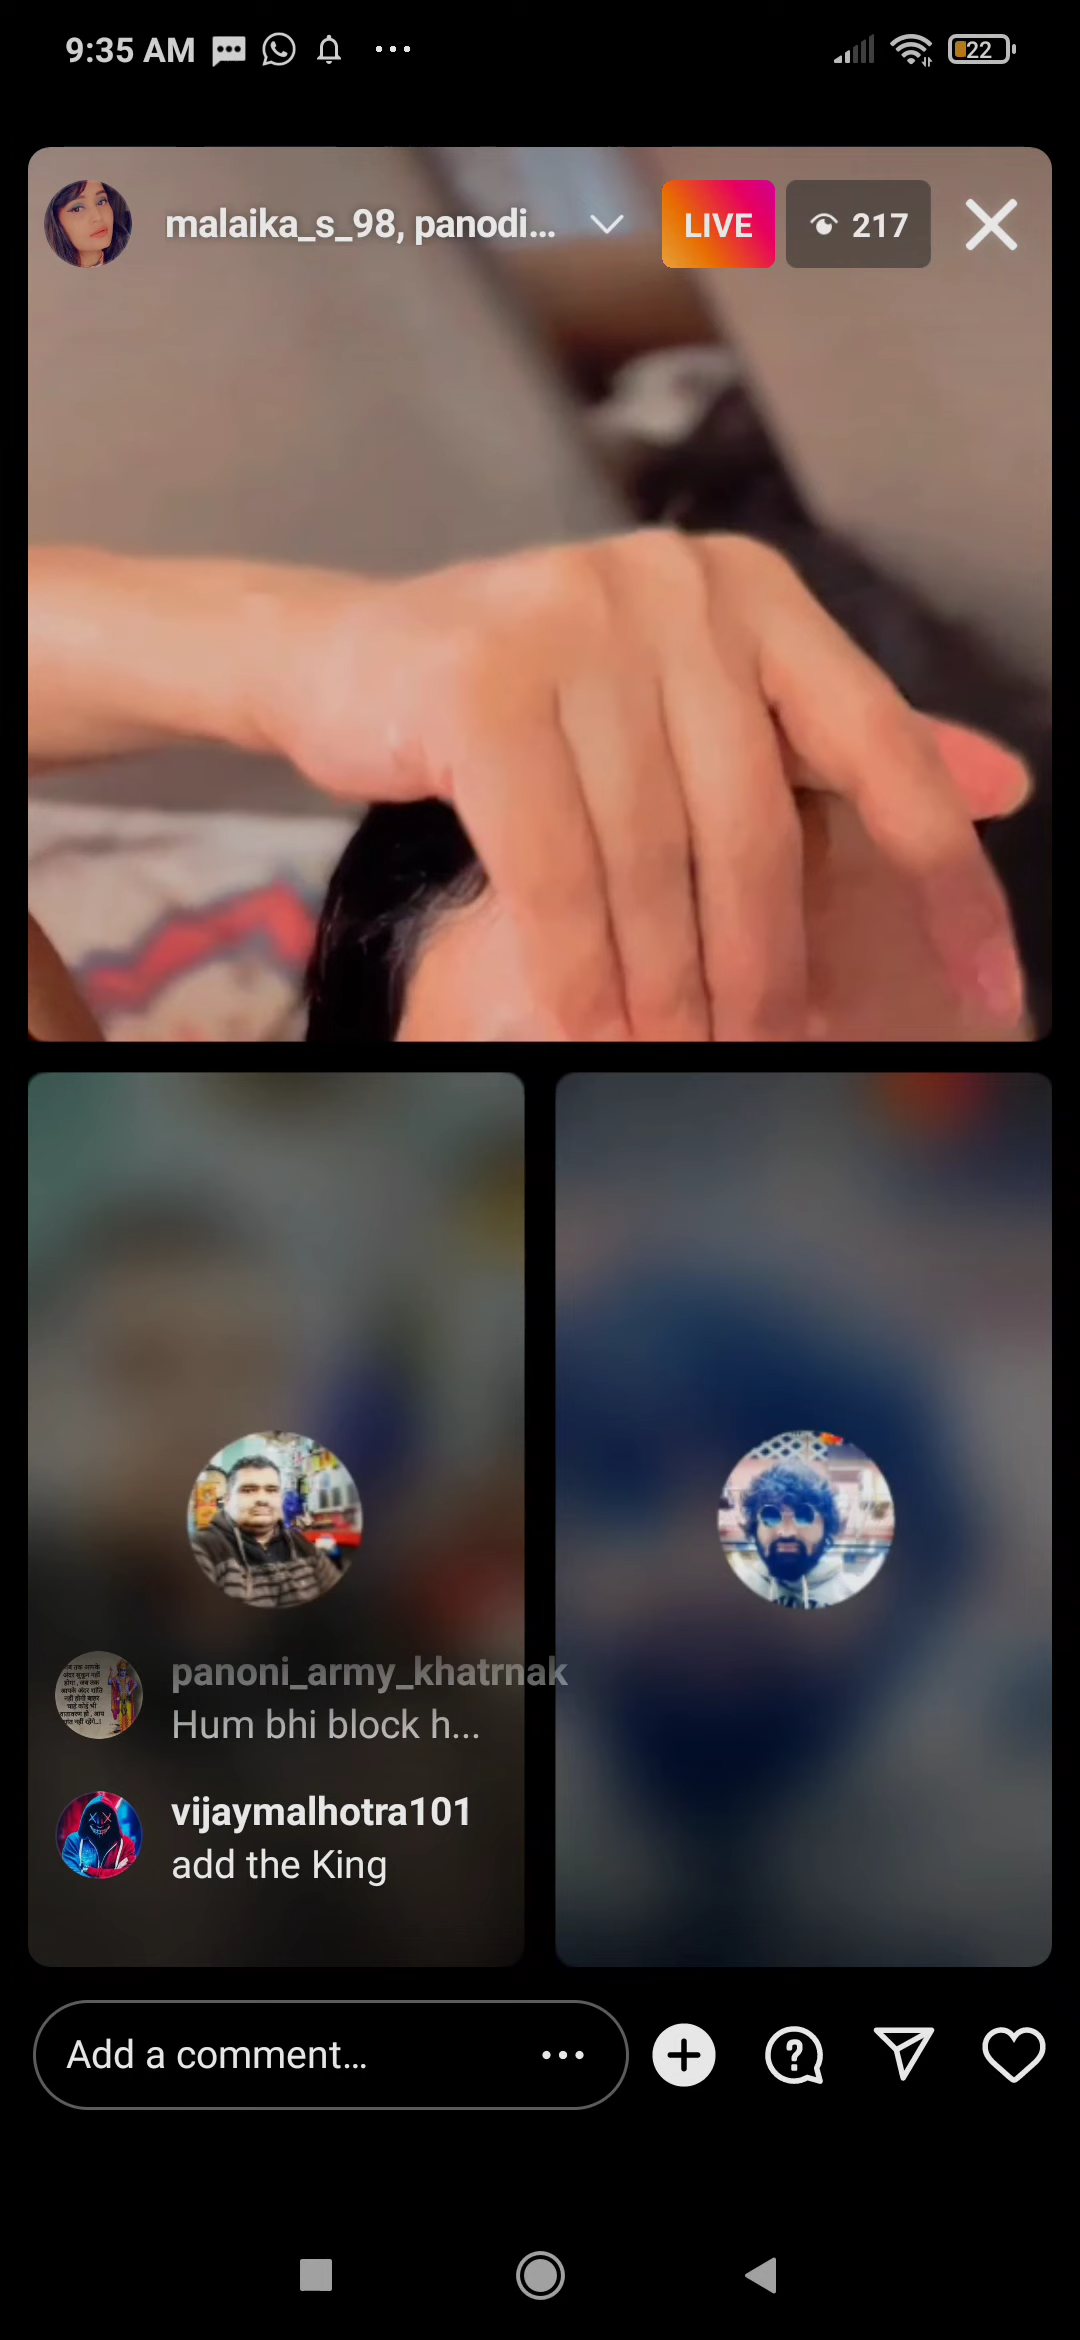 9:35 AM
22
malaika_s_98, panodi...
LIVE
217
panoni_army_khatrnak
Hum bhi block h...
vijaymalhotra101
add the King
Add a comment...